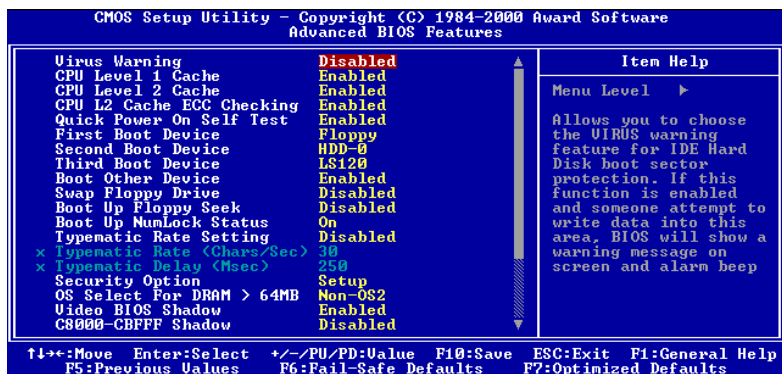 CMOS Setup Utility - Copyright (C) 1984-2000 Award Software
Advanced BIOS Features
Virus Warning Disabled
CPU Level 1 Cache Enabled
CPU Level 2 Cache Enabled
CPU L2 Cache ECC Checking Enabled
Quick Power On Self Test Enabled
First Boot Device Floppy
Second Boot Device HDD-0
Third Boot Device LS120
Boot Other Device Enabled
Swap Floppy Drive Disabled
Boot Up Floppy Seek Disabled
Boot Up NumLock Status On
Typematic Rate Setting Disabled
x Typematic Rate (Chars/Sec) 30
x Typematic Delay (Msec) 250
Security Option Setup
OS Select For DRAM > 64MB Non-OS2
Video BIOS Shadow Enabled
C8000-CBFFF Shadow Disabled
Item Help
Menu Level ▶
Allows you to choose
the VIRUS warning
feature for IDE Hard
Disk boot sector
protection. If this
function is enabled
and someone attempt to
write data into this
area, BIOS will show a
warning message on
screen and alarm beep
↑↓→←:Move Enter:Select +/-/PU/PD:Value F10:Save ESC:Exit F1:General Help
F5:Previous Values F6:Fail-Safe Defaults F7:Optimized Defaults